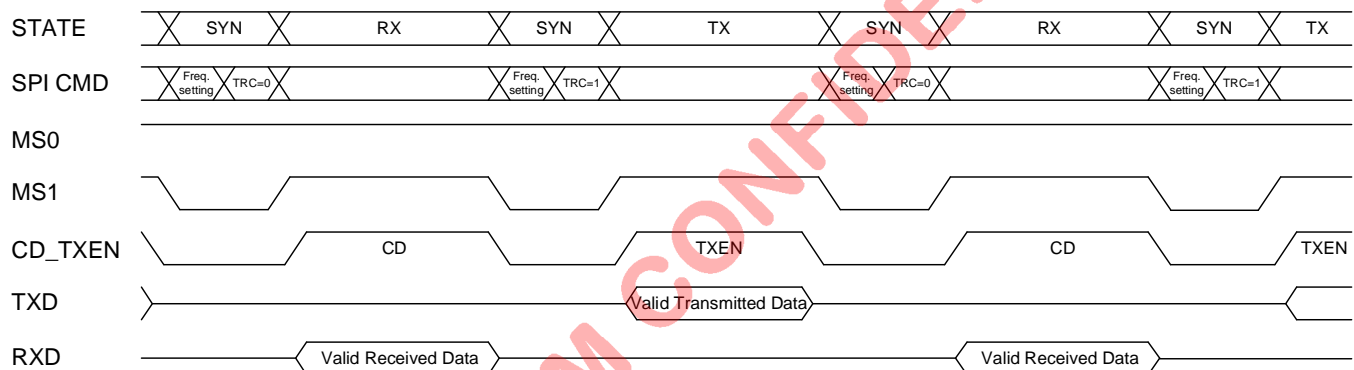 STATE SYN RX SYN TX SYN RX SYN TX
SPI CMD Freq. setting TRC=0 Freq. setting TRC=1 Freq. setting TRC=0 Freq. setting TRC=1
MS0
MS1
CD_TXEN CD TXEN CD TXEN
TXD Valid Transmitted Data
RXD Valid Received Data Valid Received Data
M CONFIDE